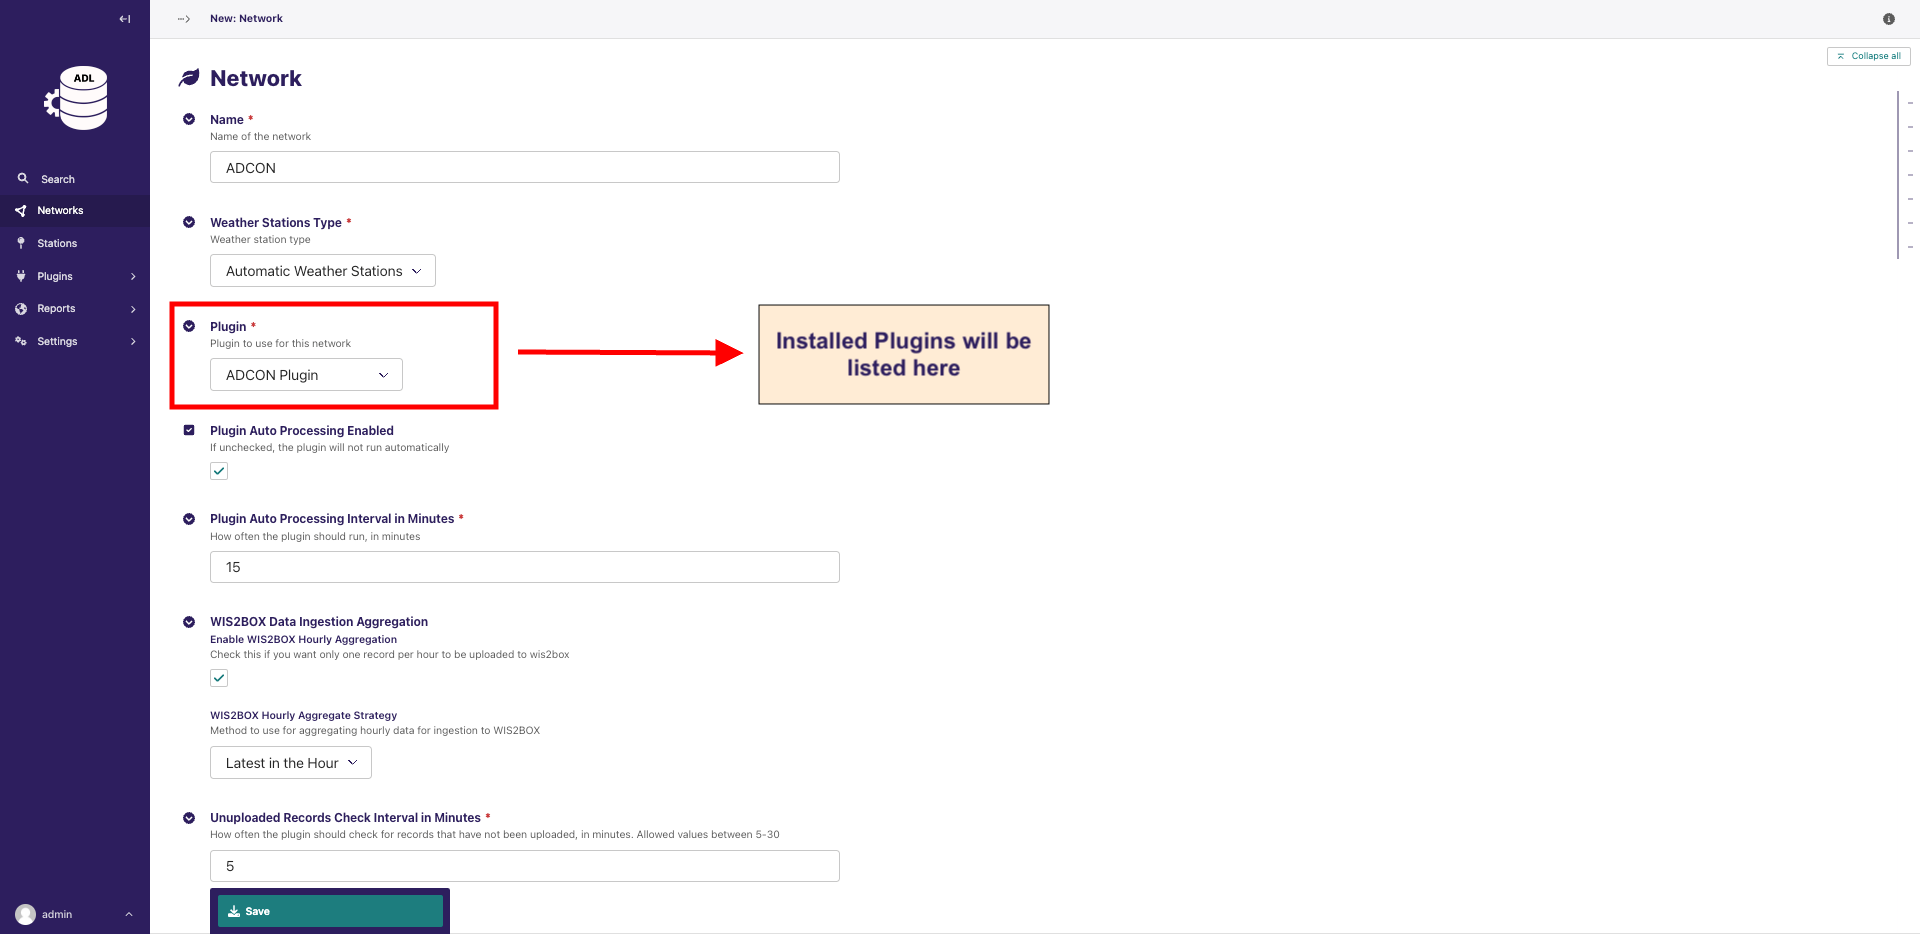 New: Network
Collapse all
ADL
Search
Networks
Stations
Plugins
Reports
Settings
admin
Network
Name *
Name of the network
ADCON
Weather Stations Type *
Weather station type
Automatic Weather Stations
Plugin *
Plugin to use for this network
ADCON Plugin
Installed Plugins will be
listed here
Plugin Auto Processing Enabled
If unchecked, the plugin will not run automatically
Plugin Auto Processing Interval in Minutes *
How often the plugin should run, in minutes
15
WIS2BOX Data Ingestion Aggregation
Enable WIS2BOX Hourly Aggregation
Check this if you want only one record per hour to be uploaded to wis2box
WIS2BOX Hourly Aggregate Strategy
Method to use for aggregating hourly data for ingestion to WIS2BOX
Latest in the Hour
Unuploaded Records Check Interval in Minutes *
How often the plugin should check for records that have not been uploaded, in minutes. Allowed values between 5-30
5
Save